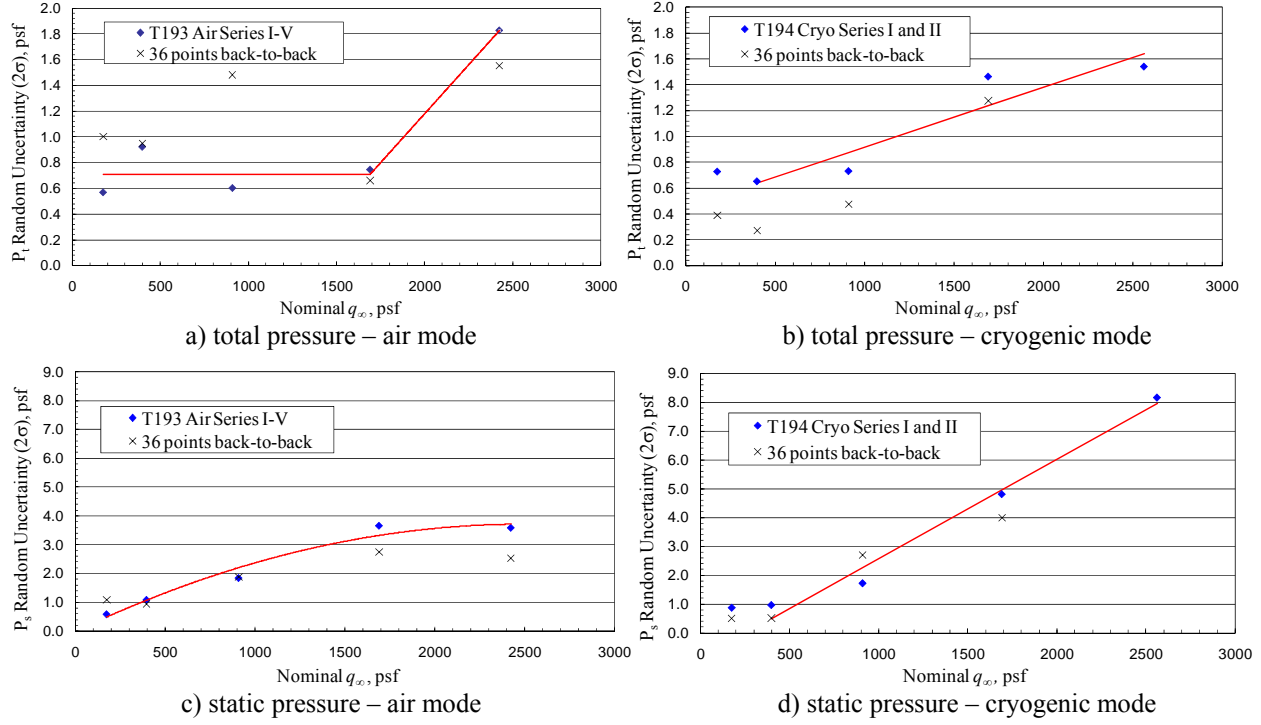 2.0
1.8
1.6
1.4
1.2
1.0
0.8
0.6
0.4
0.2
0.0
Pt Random Uncertainty (2σ), psf
T193 Air Series I-V
36 points back-to-back
0 500 1000 1500 2000 2500 3000
Nominal q∞, psf
a) total pressure – air mode
2.0
1.8
1.6
1.4
1.2
1.0
0.8
0.6
0.4
0.2
0.0
Pt Random Uncertainty (2σ), psf
T194 Cryo Series I and II
36 points back-to-back
0 500 1000 1500 2000 2500 3000
Nominal q∞, psf
b) total pressure – cryogenic mode
9.0
8.0
7.0
6.0
5.0
4.0
3.0
2.0
1.0
0.0
Ps Random Uncertainty (2σ), psf
T193 Air Series I-V
36 points back-to-back
0 500 1000 1500 2000 2500 3000
Nominal q∞, psf
c) static pressure – air mode
9.0
8.0
7.0
6.0
5.0
4.0
3.0
2.0
1.0
0.0
Ps Random Uncertainty (2σ), psf
T194 Cryo Series I and II
36 points back-to-back
0 500 1000 1500 2000 2500 3000
Nominal q∞, psf
d) static pressure – cryogenic mode